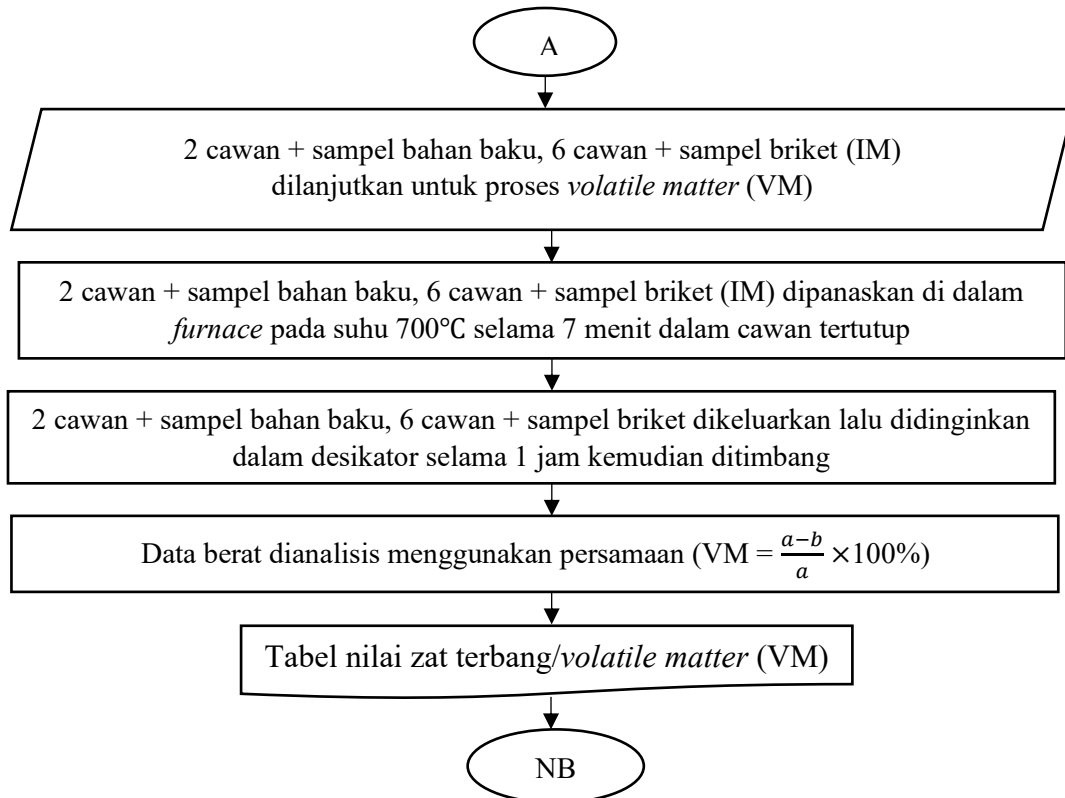 A
2 cawan + sampel bahan baku, 6 cawan + sampel briket (IM)
dilanjutkan untuk proses volatile matter (VM)
2 cawan + sampel bahan baku, 6 cawan + sampel briket (IM) dipanaskan di dalam
furnace pada suhu 700℃ selama 7 menit dalam cawan tertutup
2 cawan + sampel bahan baku, 6 cawan + sampel briket dikeluarkan lalu didinginkan
dalam desikator selama 1 jam kemudian ditimbang
Data berat dianalisis menggunakan persamaan (VM = \frac{a-b}{a} ×100%)
Tabel nilai zat terbang/volatile matter (VM)
NB